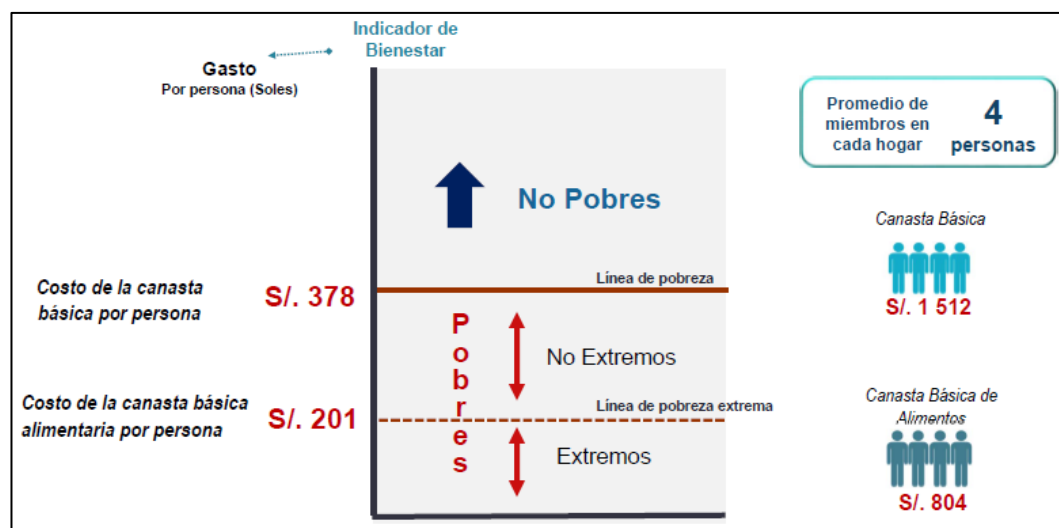 Indicador de
Bienestar
Gasto
Por persona (Soles)
Promedio de
miembros en
cada hogar
4
personas
No Pobres
Canasta Básica
S/. 1 512
Costo de la canasta
básica por persona
S/. 378
Línea de pobreza
Pobres
No Extremos
Costo de la canasta básica
alimentaria por persona
S/. 201
Línea de pobreza extrema
Extremos
Canasta Básica de
Alimentos
S/. 804